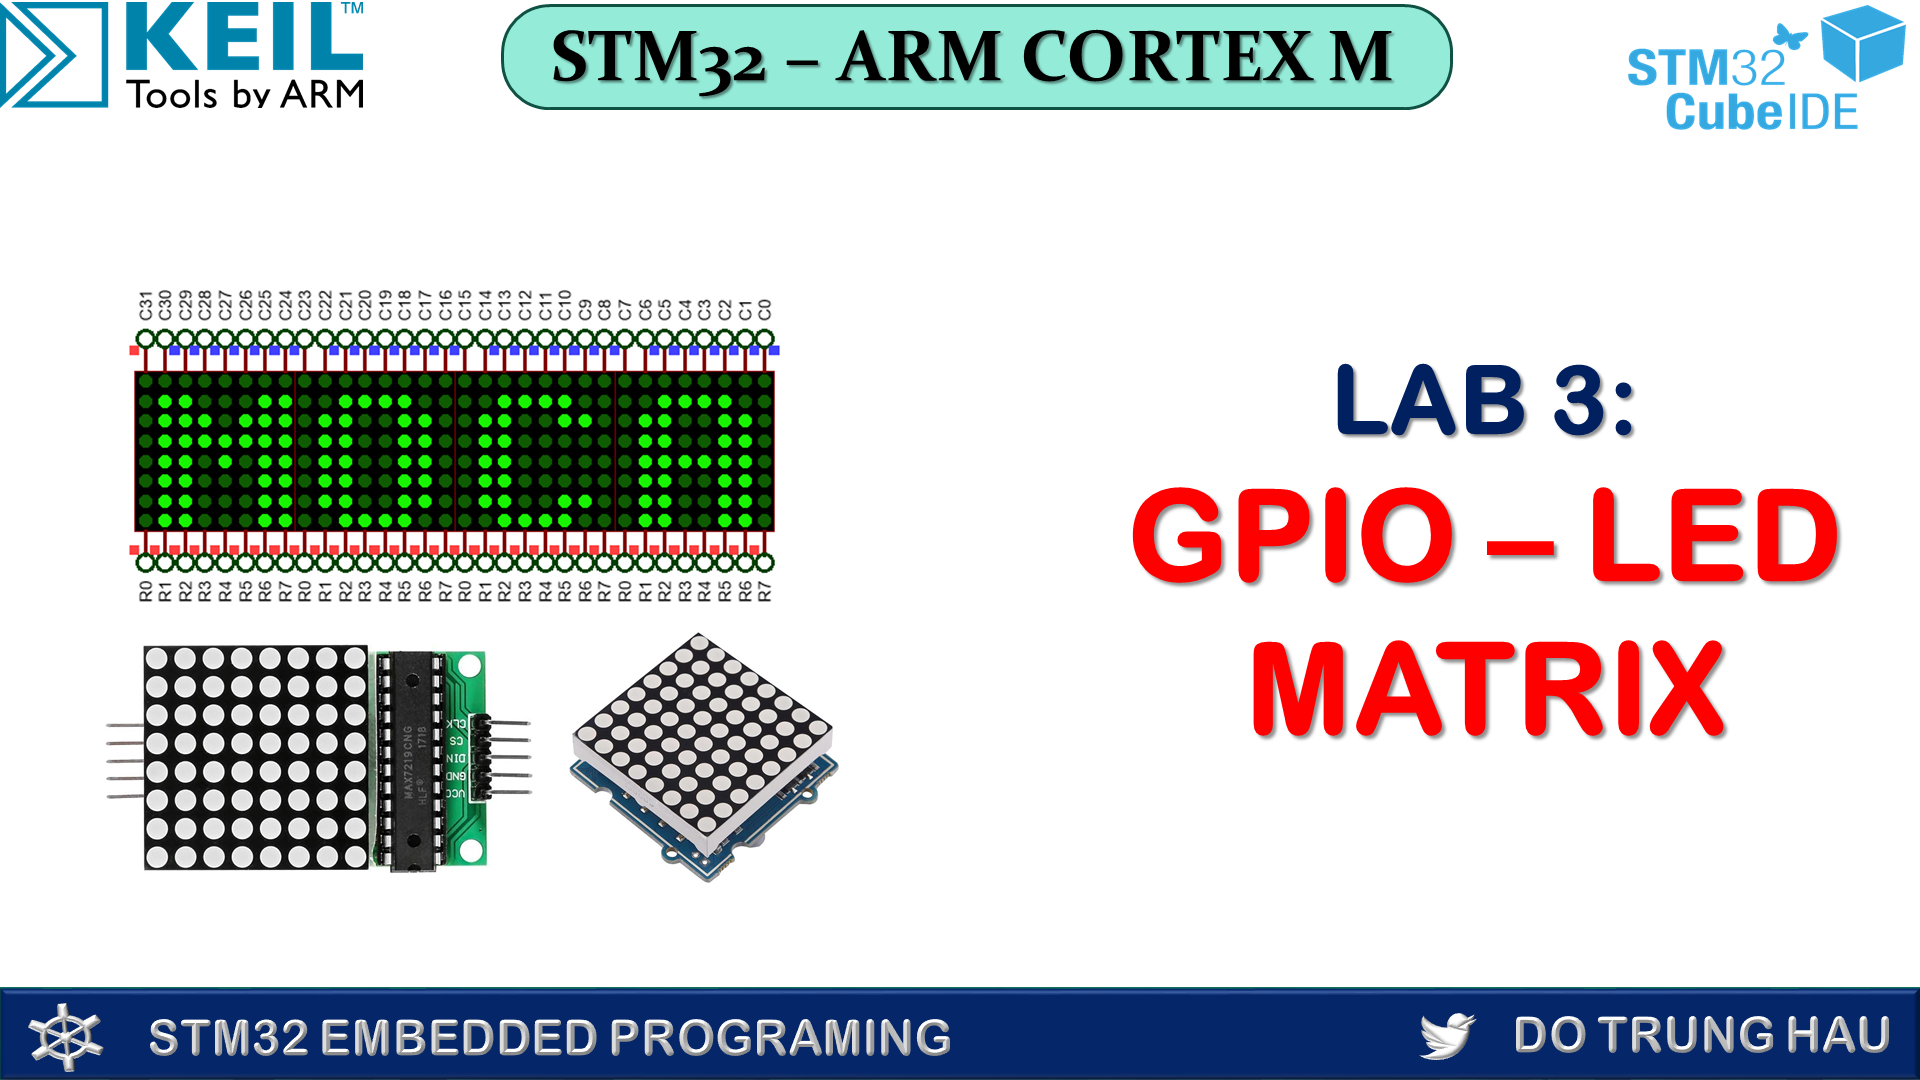 KEIL™
Tools by ARM
STM32 – ARM CORTEX M
STM32
CubeIDE
C31 C30 C29 C28 C27 C26 C25 C24 C23 C22 C21 C20 C19 C18 C17 C16 C15 C14 C13 C12 C11 C10 C9 C8 C7 C6 C5 C4 C3 C2 C1 C0
R0 R1 R2 R3 R4 R5 R6 R7 R0 R1 R2 R3 R4 R5 R6 R7 R0 R1 R2 R3 R4 R5 R6 R7 R0 R1 R2 R3 R4 R5 R6 R7
MAX7219CNG
HLF 1718
CLK
CS
DIN
GND
VCC
LAB 3:
GPIO – LED
MATRIX
STM32 EMBEDDED PROGRAMING
DO TRUNG HAU